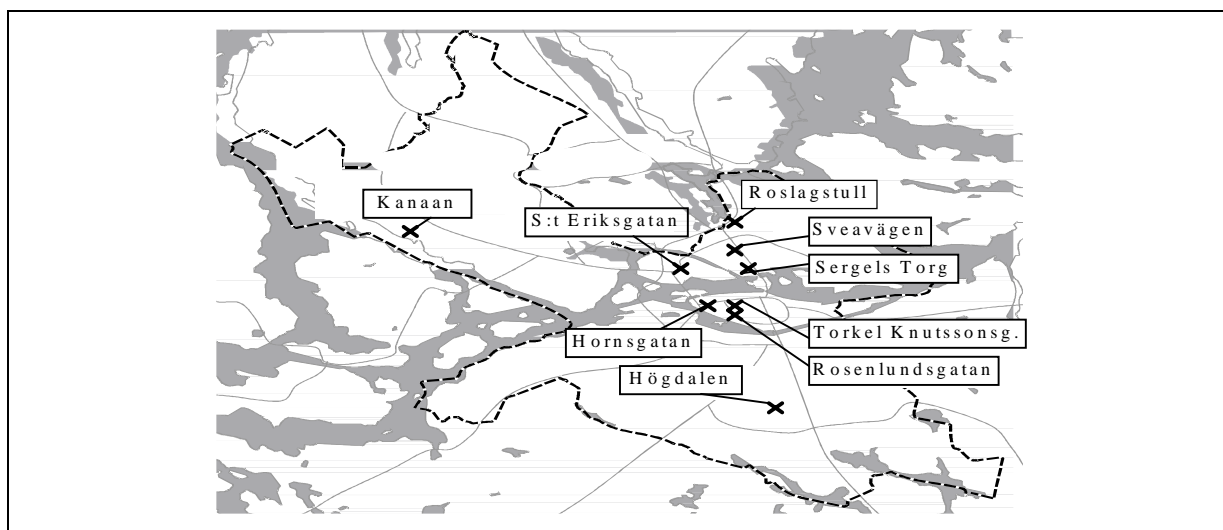 Roslagstull
Kanaan
S:t Eriksgatan
Sveavägen
Sergels Torg
Torkel Knutssonsg.
Hornsgatan
Rosenlundsgatan
Högdalen